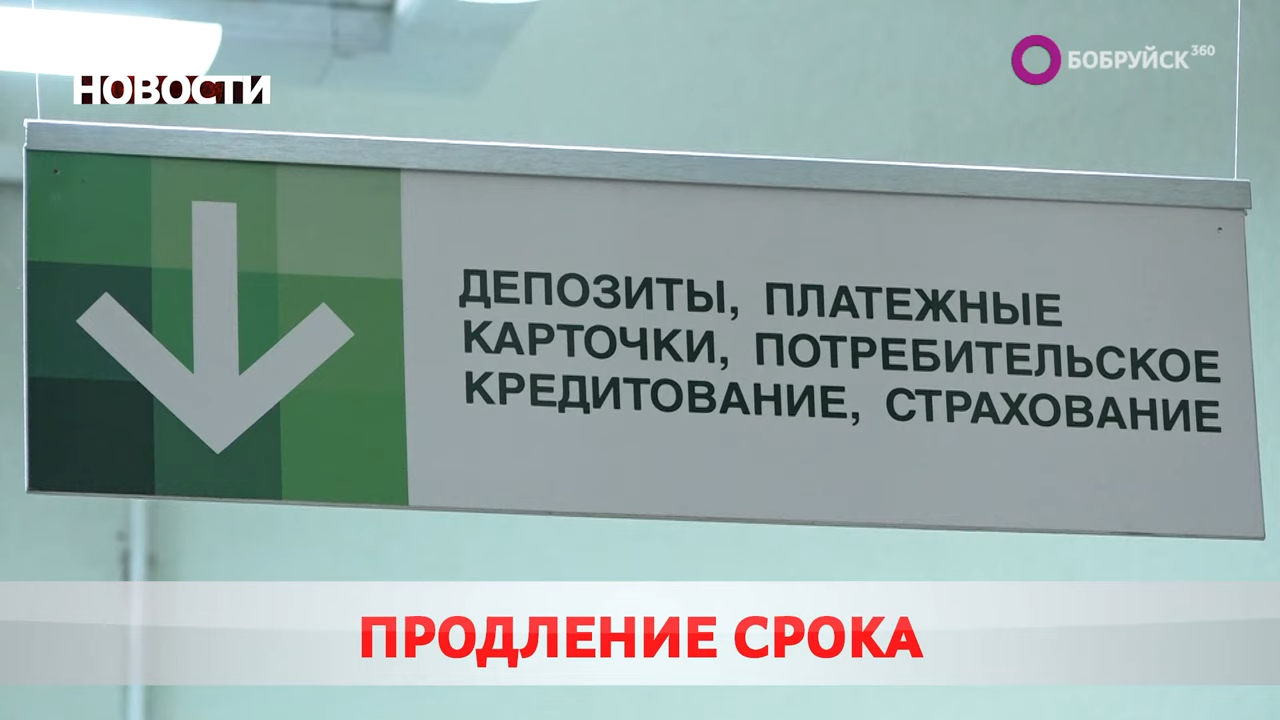 НОВОСТИ
БОБРУЙСК360
ДЕПОЗИТЫ, ПЛАТЕЖНЫЕ
КАРТОЧКИ, ПОТРЕБИТЕЛЬСКОЕ
КРЕДИТОВАНИЕ, СТРАХОВАНИЕ
ПРОДЛЕНИЕ СРОКА